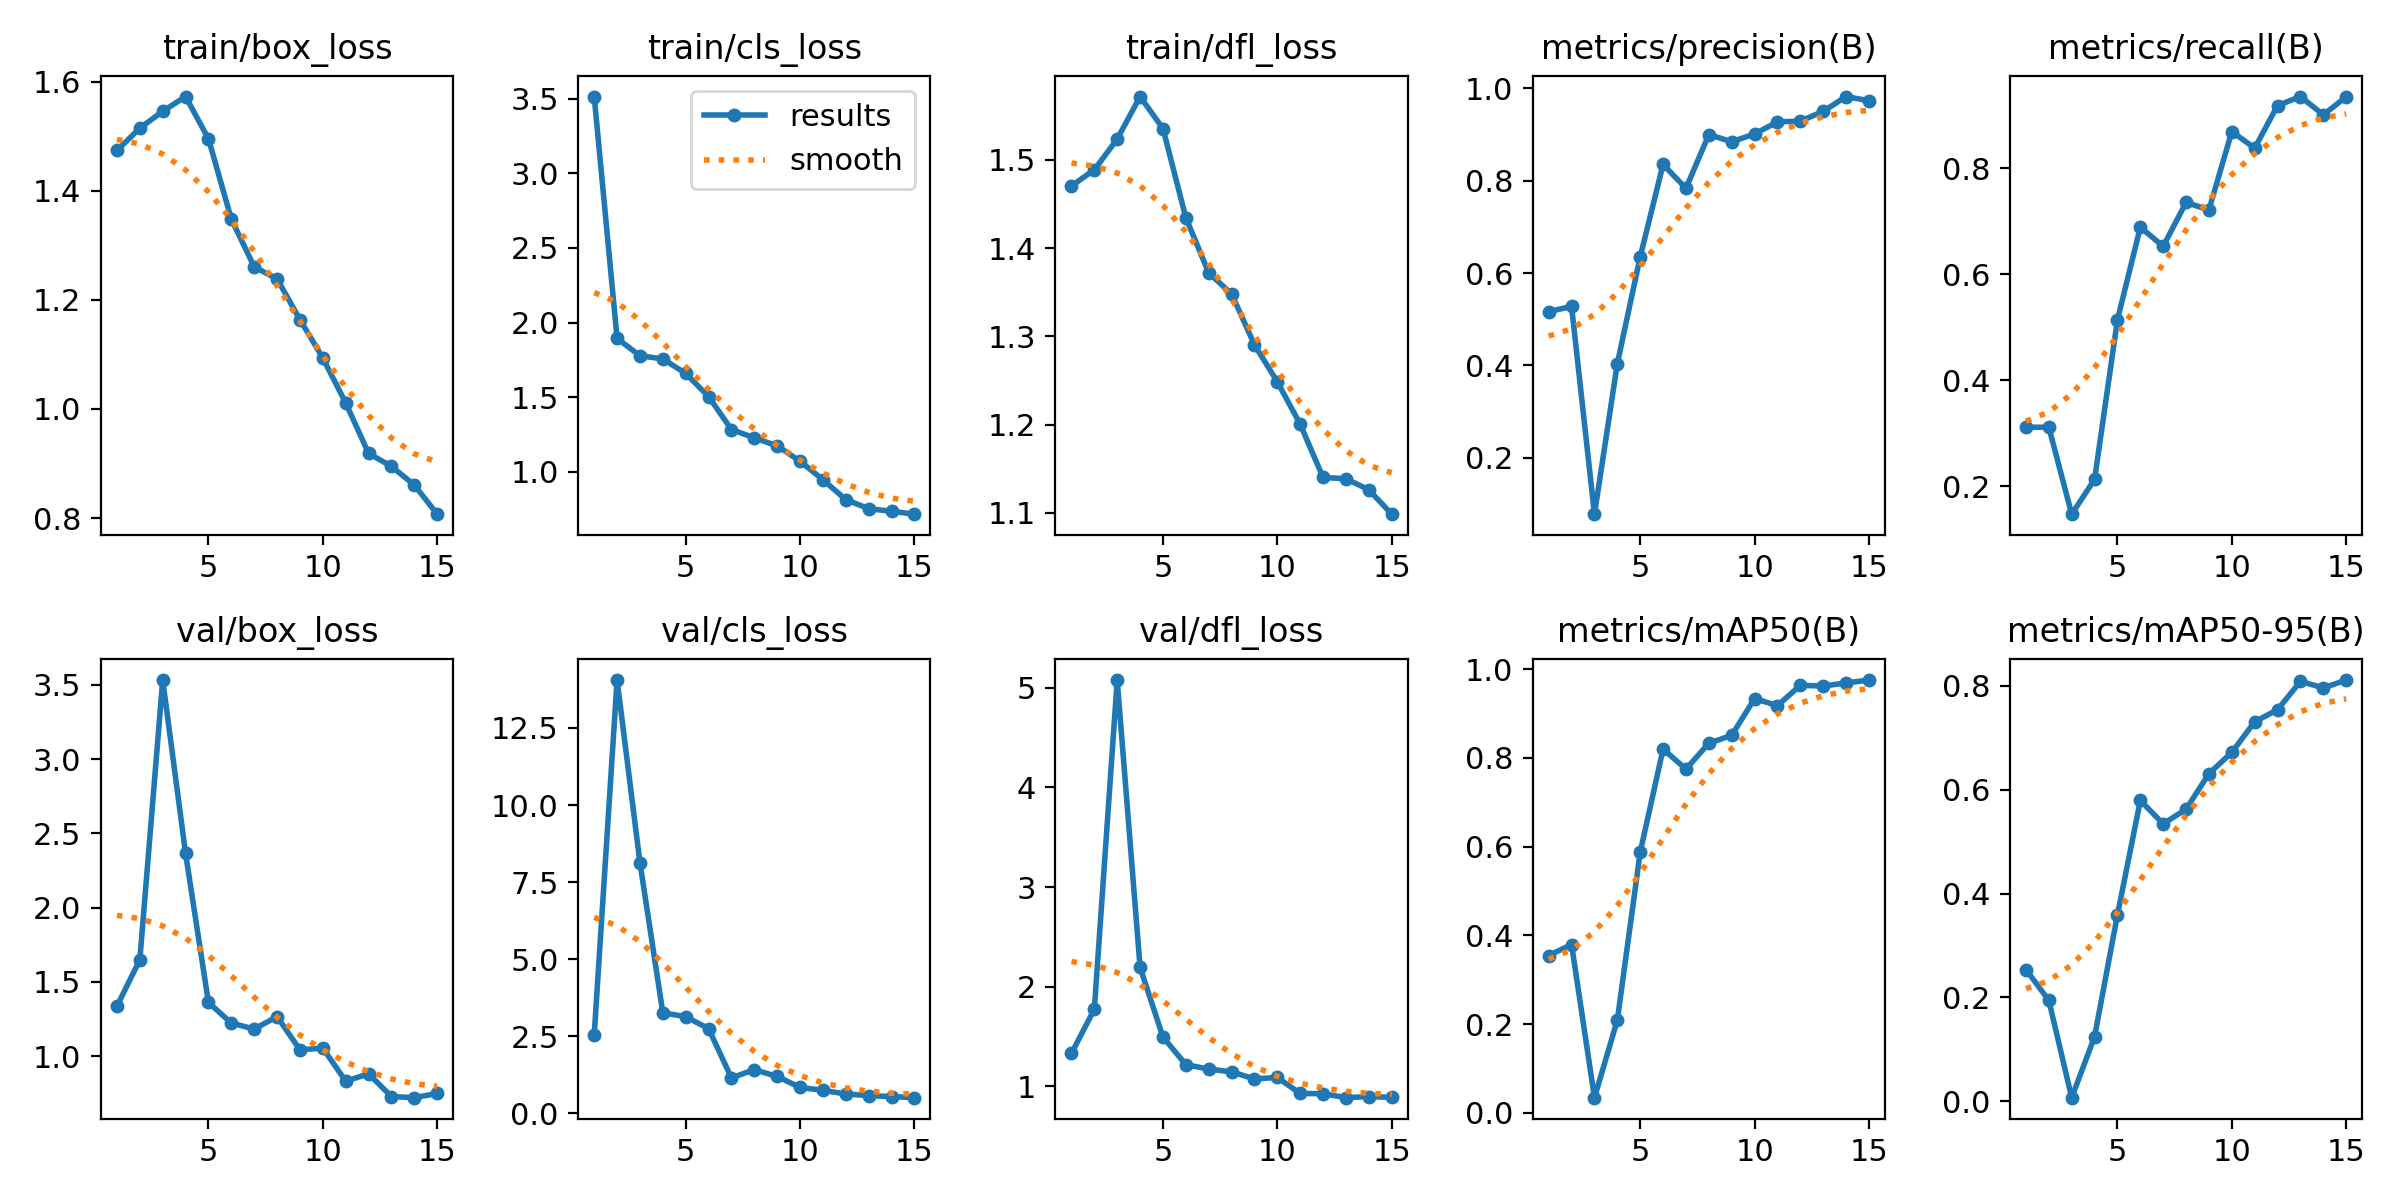 train/box_loss
1.6
1.4
1.2
1.0
0.8
5 10 15
train/cls_loss
results
smooth
3.5
3.0
2.5
2.0
1.5
1.0
5 10 15
train/dfl_loss
1.5
1.4
1.3
1.2
1.1
5 10 15
metrics/precision(B)
1.0
0.8
0.6
0.4
0.2
5 10 15
metrics/recall(B)
0.8
0.6
0.4
0.2
5 10 15
val/box_loss
3.5
3.0
2.5
2.0
1.5
1.0
5 10 15
val/cls_loss
12.5
10.0
7.5
5.0
2.5
0.0
5 10 15
val/dfl_loss
5
4
3
2
1
5 10 15
metrics/mAP50(B)
1.0
0.8
0.6
0.4
0.2
0.0
5 10 15
metrics/mAP50-95(B)
0.8
0.6
0.4
0.2
0.0
5 10 15